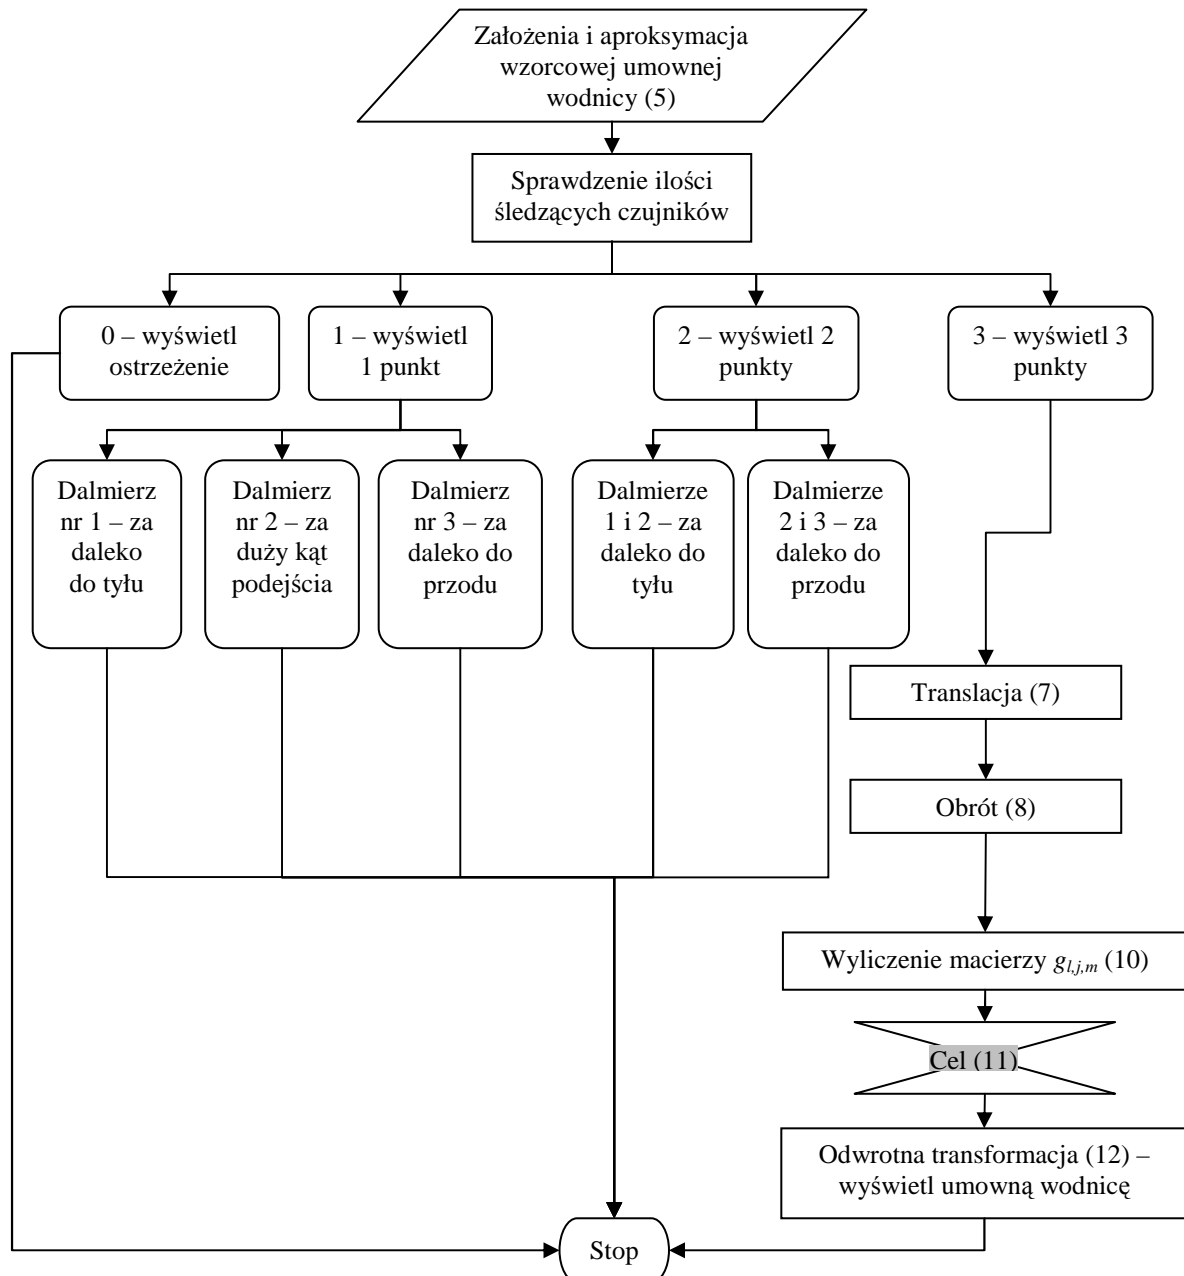 Założenia i aproksymacja
wzorcowej umownej
wodnicy (5)
Sprawdzenie ilości
śledzących czujników
0 – wyświetl
ostrzeżenie
1 – wyświetl
1 punkt
2 – wyświetl 2
punkty
3 – wyświetl 3
punkty
Dalmierz
nr 1 – za
daleko
do tyłu
Dalmierz
nr 2 – za
duży kąt
podejścia
Dalmierz
nr 3 – za
daleko do
przodu
Dalmierze
1 i 2 – za
daleko do
tyłu
Dalmierze
2 i 3 – za
daleko do
przodu
Translacja (7)
Obrót (8)
Wyliczenie macierzy g_{l,j,m} (10)
Cel (11)
Odwrotna transformacja (12) –
wyświetl umowną wodnicę
Stop